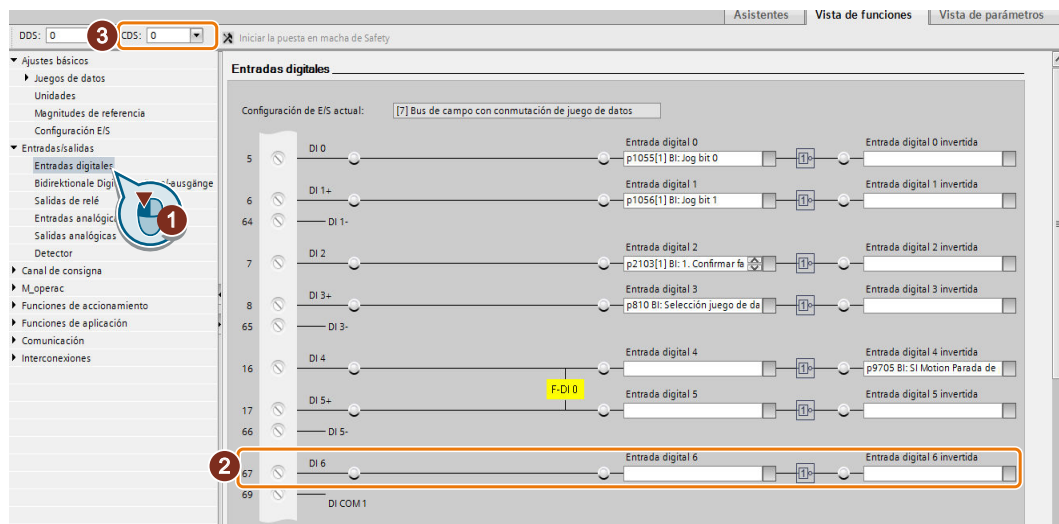 Asistentes Vista de funciones Vista de parámetros
DDS: 0 3 CDS: 0 Iniciar la puesta en macha de Safety
Ajustes básicos
Juegos de datos
Unidades
Magnitudes de referencia
Configuración E/S
Entradas/salidas
Entradas digitales
Bidirektionale Digi ausgänge
Salidas de relé
Entradas analógic
Salidas analógicas
Detector
Canal de consigna
M_operac
Funciones de accionamiento
Funciones de aplicación
Comunicación
Interconexiones
1
Entradas digitales
Configuración de E/S actual: [7] Bus de campo con conmutación de juego de datos
Entrada digital 0 Entrada digital 0 invertida
5 DI 0 p1055[1] BI: Jog bit 0 1
Entrada digital 1 Entrada digital 1 invertida
6 DI 1+ p1056[1] BI: Jog bit 1 1
64 DI 1-
Entrada digital 2 Entrada digital 2 invertida
7 DI 2 p2103[1] BI: 1. Confirmar fa 1
Entrada digital 3 Entrada digital 3 invertida
8 DI 3+ p810 BI: Selección juego de da 1
65 DI 3-
Entrada digital 4 Entrada digital 4 invertida
16 DI 4 1 p9705 BI: SI Motion Parada de
F-DI 0
Entrada digital 5 Entrada digital 5 invertida
17 DI 5+ 1
66 DI 5-
2
Entrada digital 6 Entrada digital 6 invertida
67 DI 6 1
69 DI COM 1